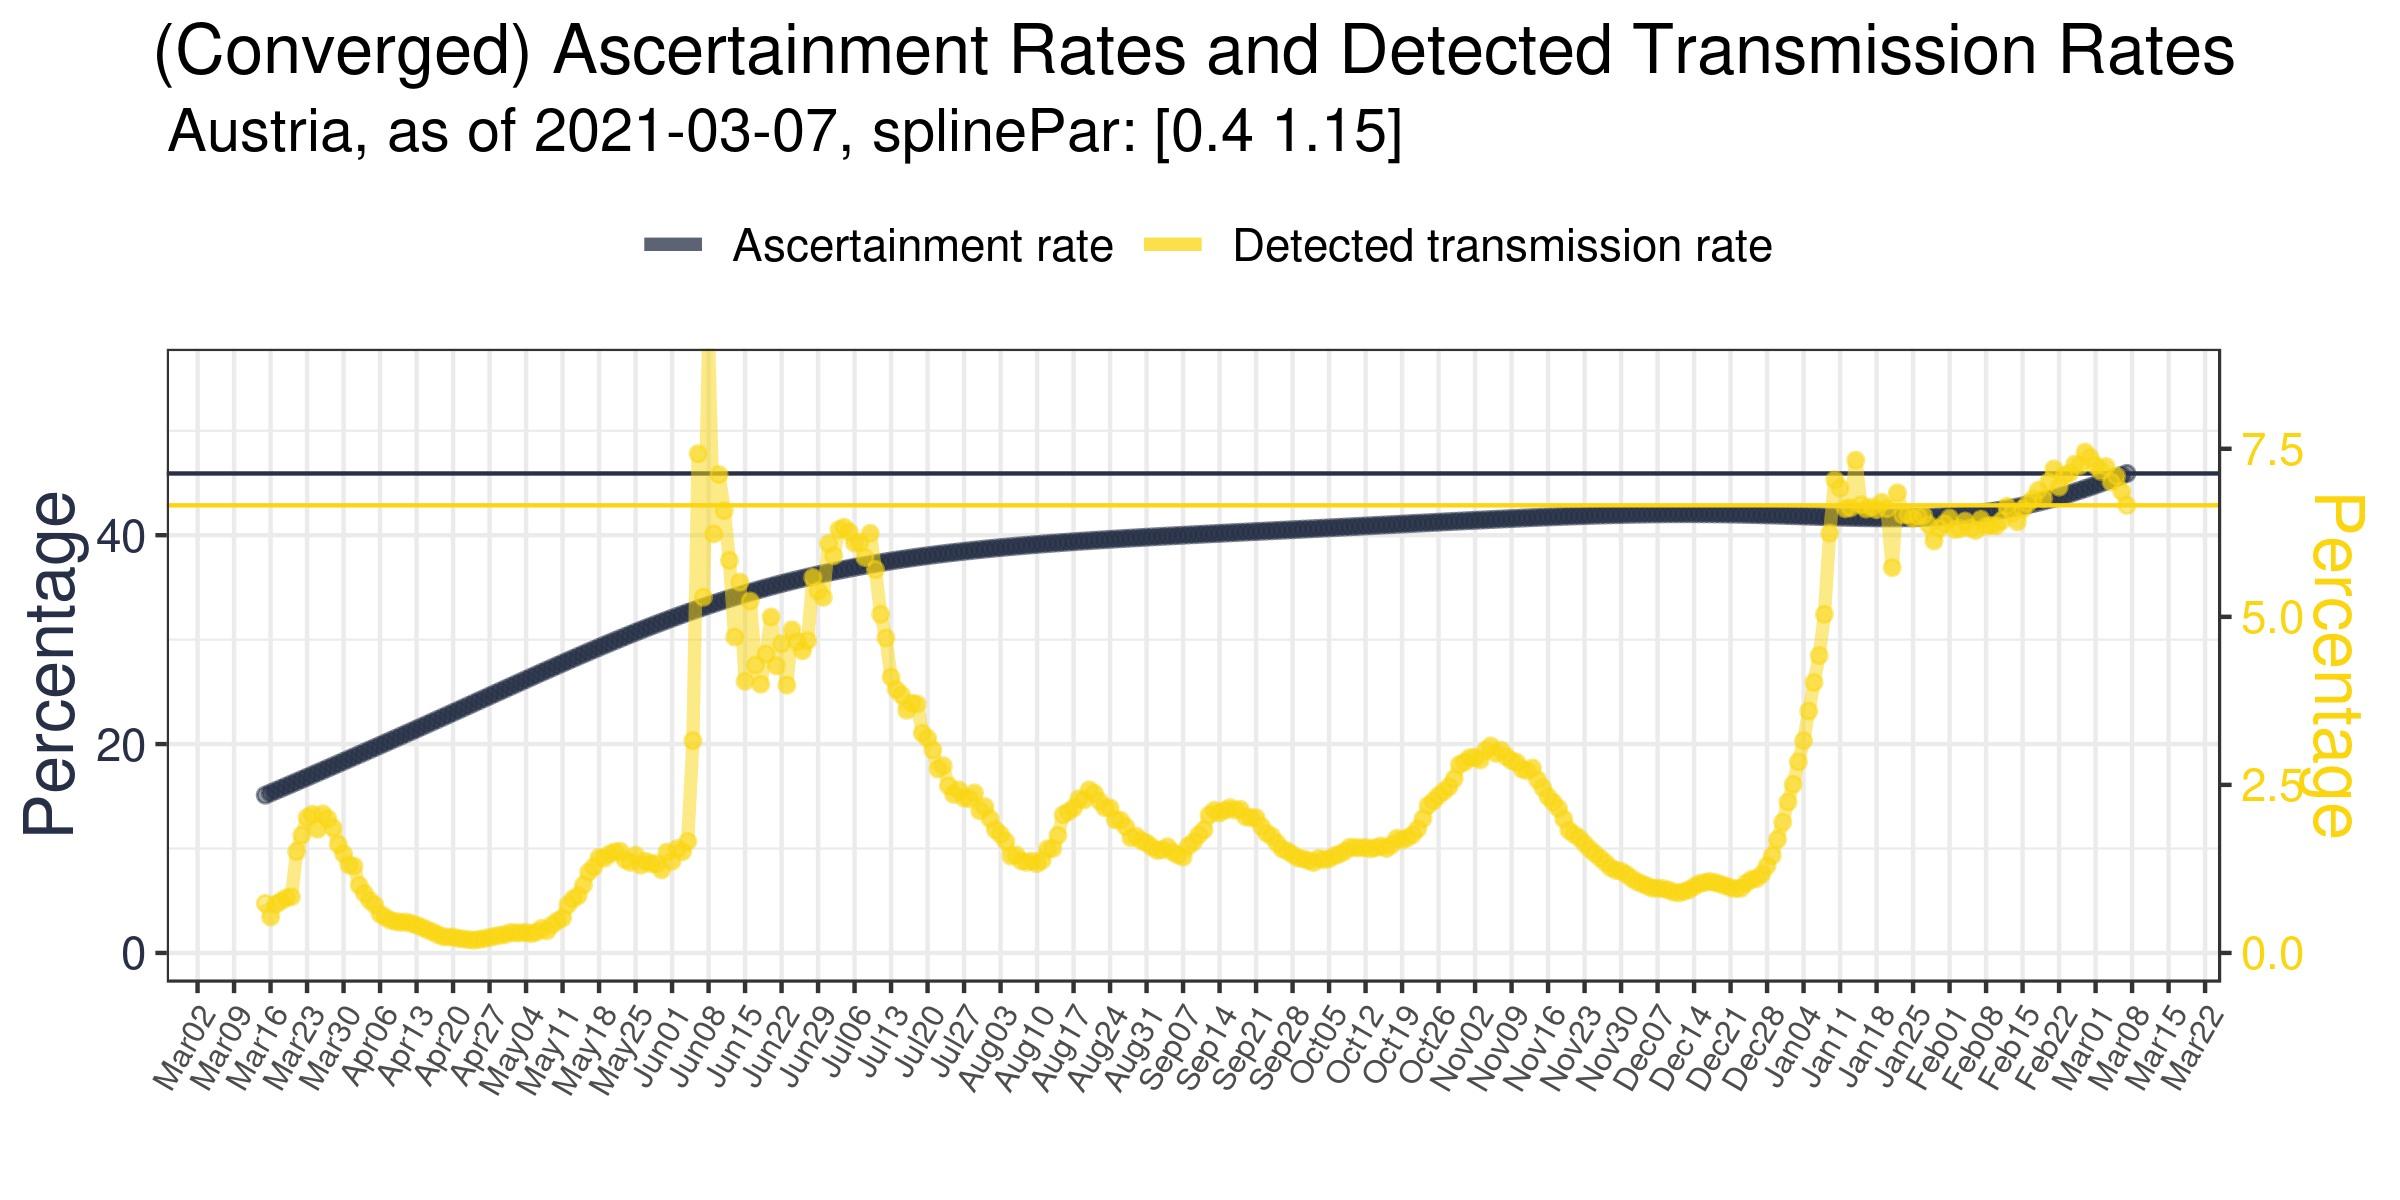 (Converged) Ascertainment Rates and Detected Transmission Rates
Austria, as of 2021-03-07, splinePar: [0.4 1.15]
Ascertainment rate Detected transmission rate
Percentage
40
20
0
7.5
5.0
2.5
0.0
Percentage
Mar02 Mar09 Mar16 Mar23 Mar30 Apr06 Apr13 Apr20 Apr27 May04 May11 May18 May25 Jun01 Jun08 Jun15 Jun22 Jun29 Jul06 Jul13 Jul20 Jul27 Aug03 Aug10 Aug17 Aug24 Aug31 Sep07 Sep14 Sep21 Sep28 Oct05 Oct12 Oct19 Oct26 Nov02 Nov09 Nov16 Nov23 Nov30 Dec07 Dec14 Dec21 Dec28 Dec04 Jan11 Jan18 Jan25 Feb01 Feb08 Feb15 Feb22 Mar01 Mar08 Mar15 Mar22